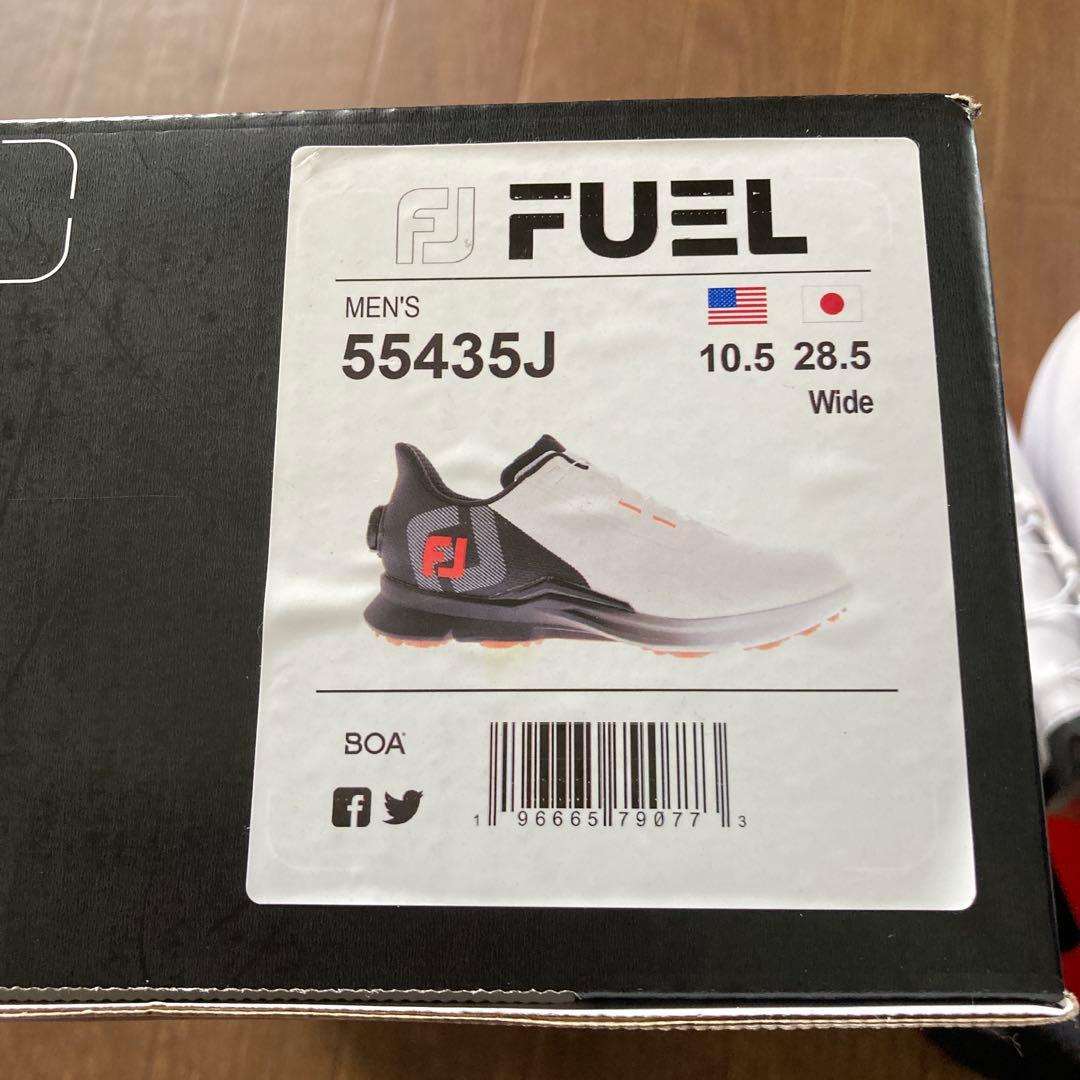 FJ FUEL
MEN'S
55435J
10.5 28.5
Wide
FJ
BOA
f
1 96665 79077 3